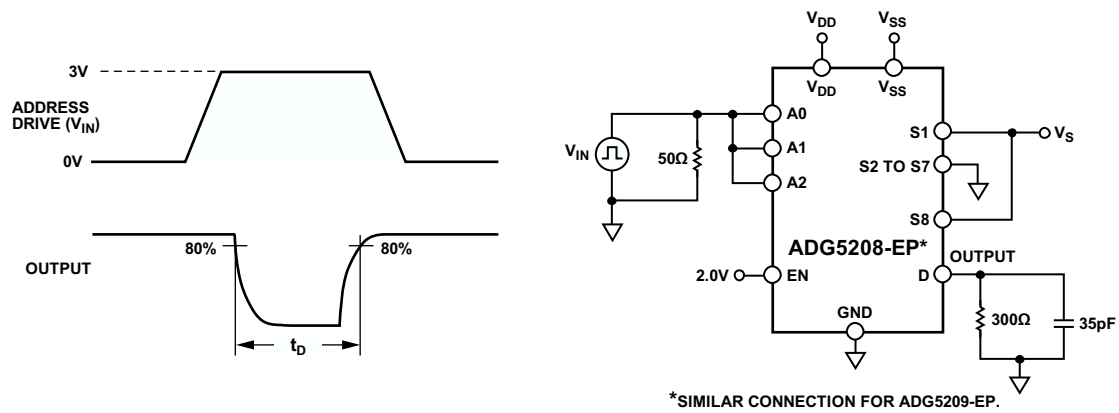 3V
ADDRESS
DRIVE (VIN)
0V
80%
80%
OUTPUT
tD
VDD
VSS
VDD
VSS
A0
A1
A2
VIN
50Ω
S1
VS
S2 TO S7
S8
ADG5208-EP*
OUTPUT
2.0V
EN
D
GND
300Ω
35pF
*SIMILAR CONNECTION FOR ADG5209-EP.